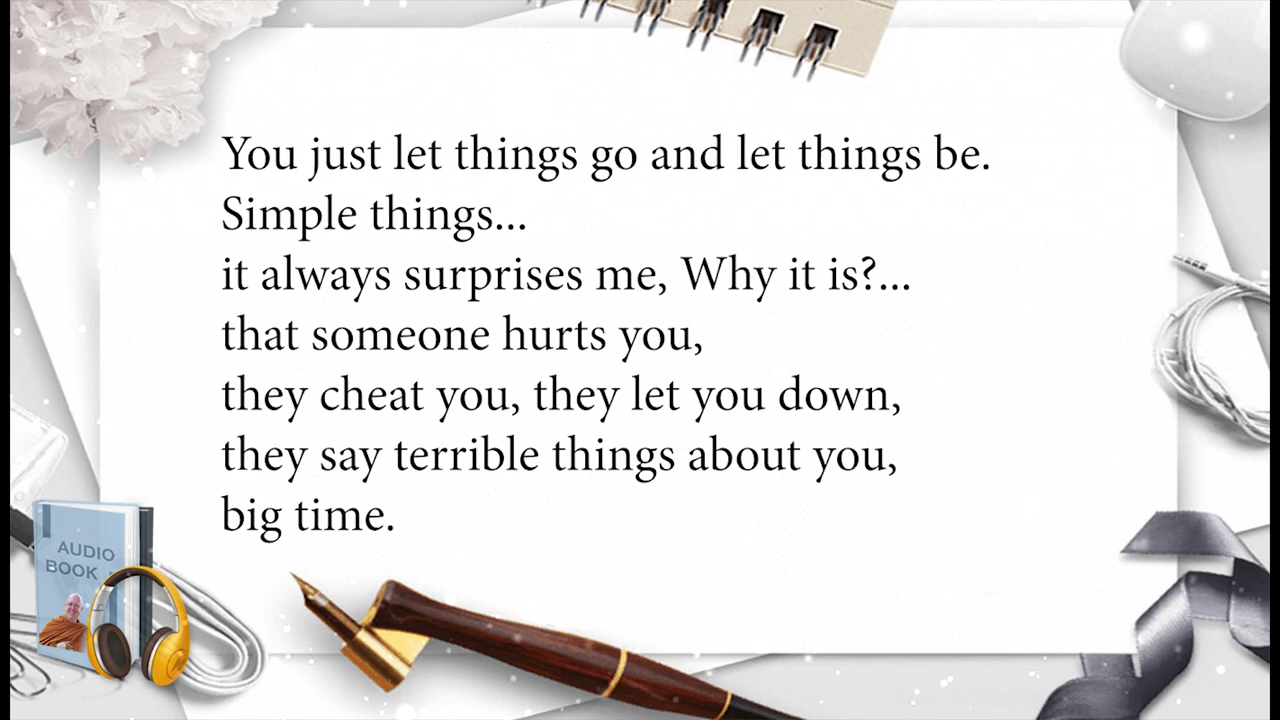 You just let things go and let things be.
Simple things...
it always surprises me, Why it is?...
that someone hurts you,
they cheat you, they let you down,
they say terrible things about you,
big time.
AUDIO
BOOK